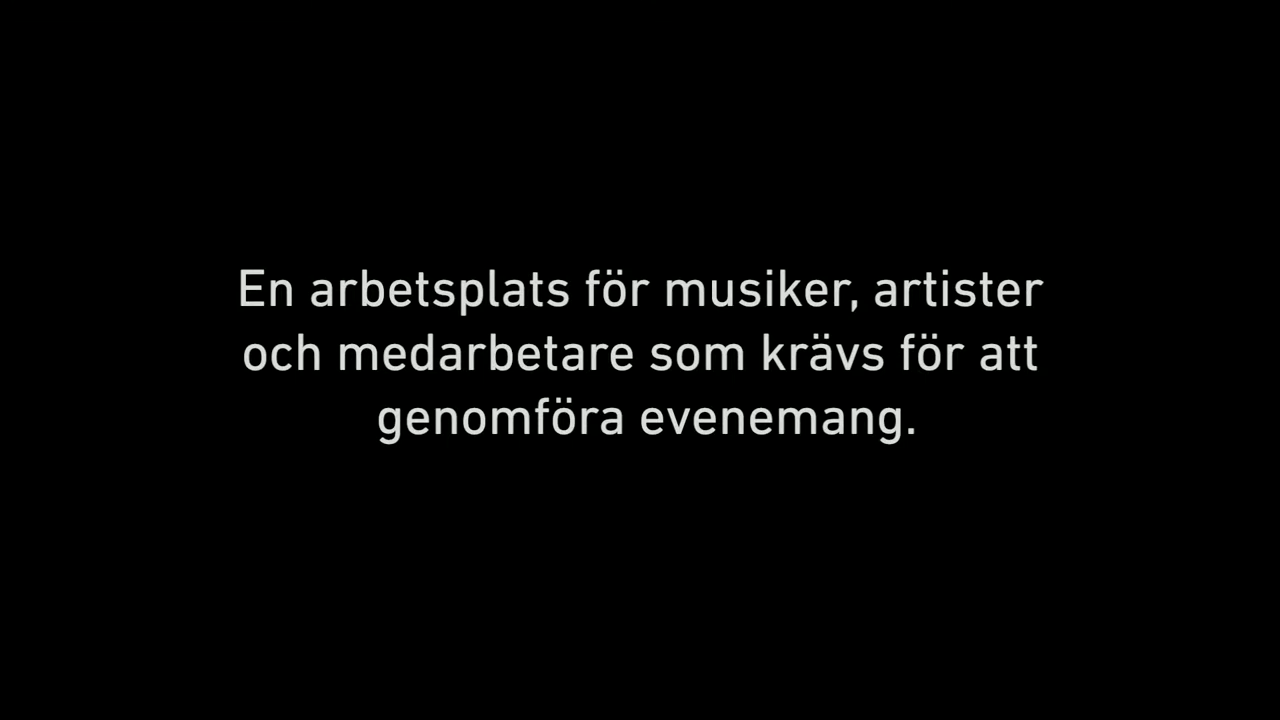 En arbetsplats för musiker, artister
och medarbetare som krävs för att
genomföra evenemang.